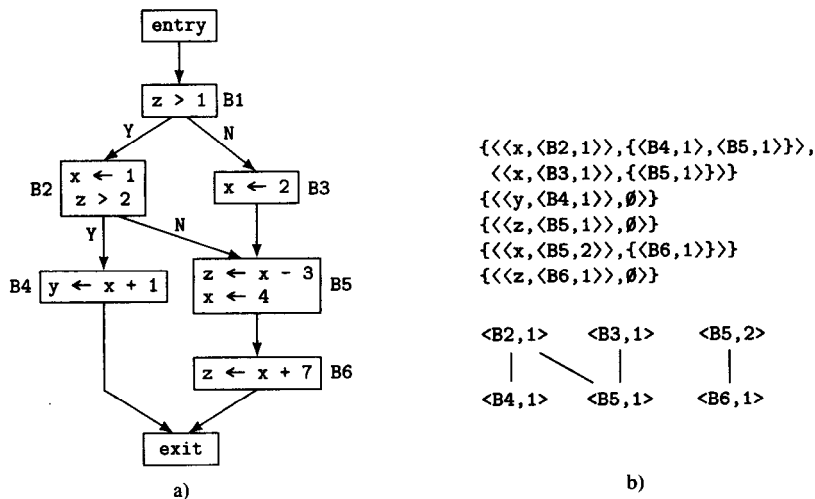 entry
z > 1 B1
Y N
B2 x ← 1
z > 2
x ← 2 B3
Y N
B4 y ← x + 1
z ← x - 3
x ← 4 B5
z ← x + 7 B6
exit
a)
{⟨⟨x,⟨B2,1⟩⟩,{⟨B4,1⟩,⟨B5,1⟩}⟩,
⟨⟨x,⟨B3,1⟩⟩,{⟨B5,1⟩}⟩}
{⟨⟨y,⟨B4,1⟩⟩,∅⟩}
{⟨⟨z,⟨B5,1⟩⟩,∅⟩}
{⟨⟨x,⟨B5,2⟩⟩,{⟨B6,1⟩}⟩}
{⟨⟨z,⟨B6,1⟩⟩,∅⟩}
<B2,1> <B3,1> <B5,2>
<B4,1> <B5,1> <B6,1>
b)